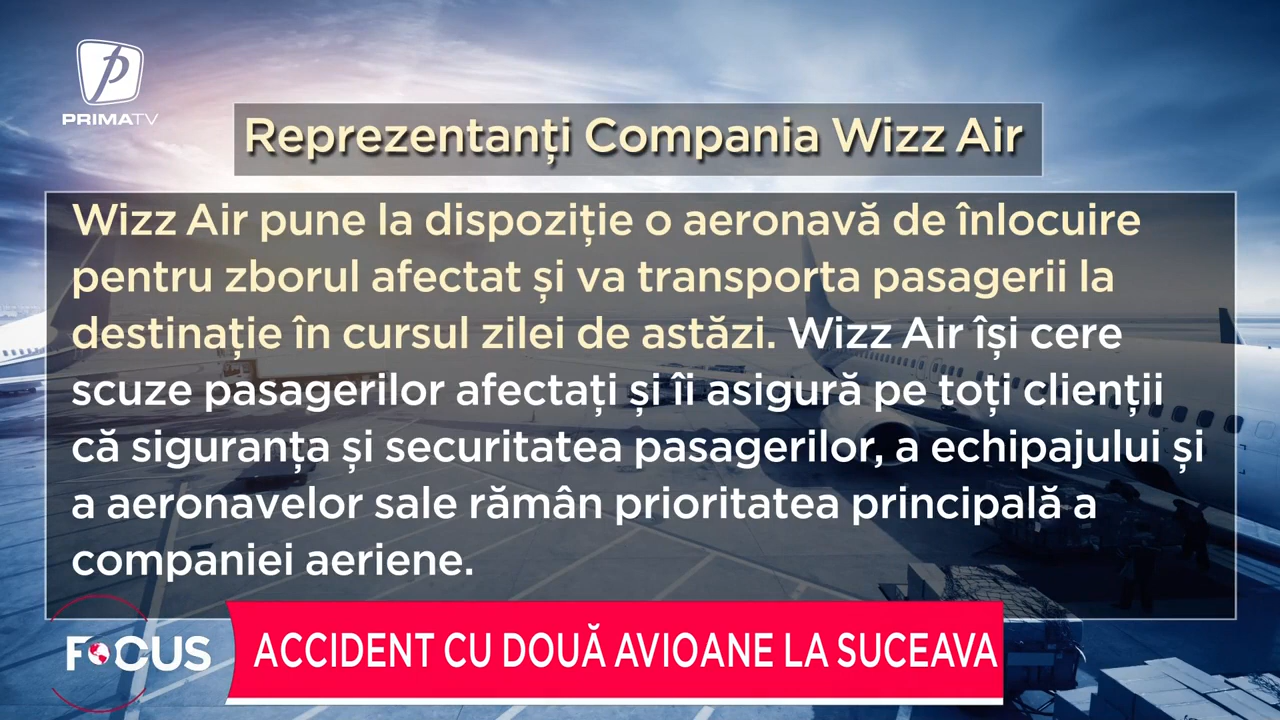 PRIMATV
Reprezentanți Compania Wizz Air
Wizz Air pune la dispoziție o aeronavă de înlocuire
pentru zborul afectat și va transporta pasagerii la
destinație în cursul zilei de astăzi. Wizz Air își cere
scuze pasagerilor afectați și îi asigură pe toți clienții
că siguranța și securitatea pasagerilor, a echipajului și
a aeronavelor sale rămân prioritatea principală a
companiei aeriene.
FOCUS
ACCIDENT CU DOUĂ AVIOANE LA SUCEAVA